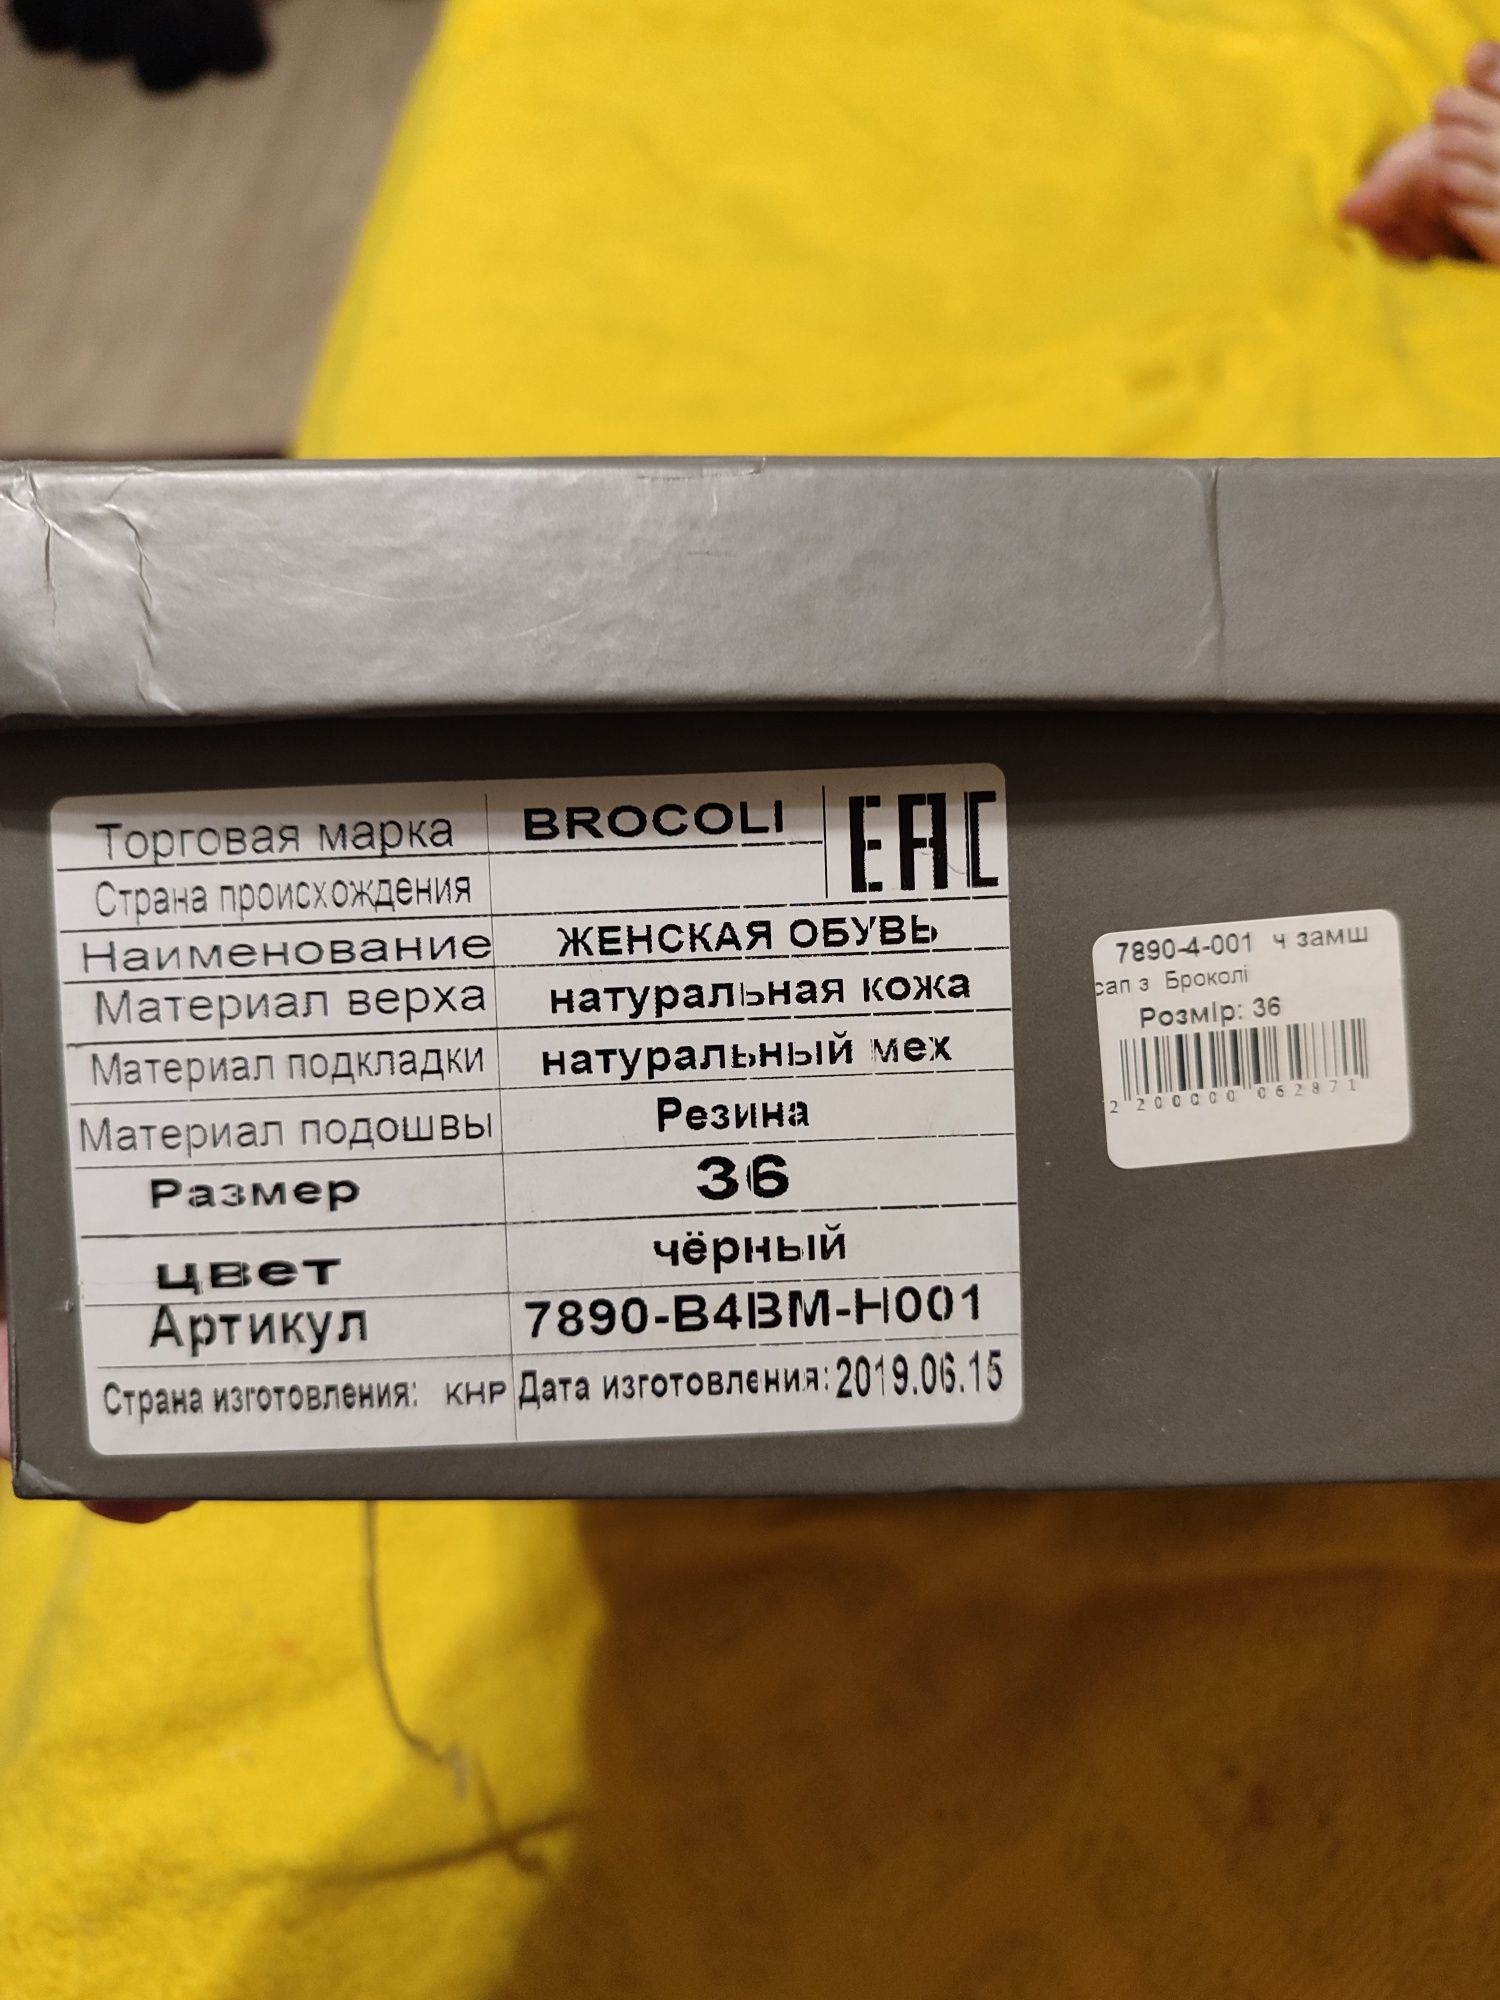 Торговая марка BROCOLI EAC
Страна происхождения
Наименование ЖЕНСКАЯ ОБУВЬ
Материал верха натуральная кожа
Материал подкладки натуральный мех
Материал подошвы Резина
Размер 36
цвет чёрный
Артикул 7890-B4BM-H001
Страна изготовления: КНР Дата изготовления: 2019.06.15
7890-4-001 ч замш
сап з Броколі
Розмір: 36
2 200000 062871